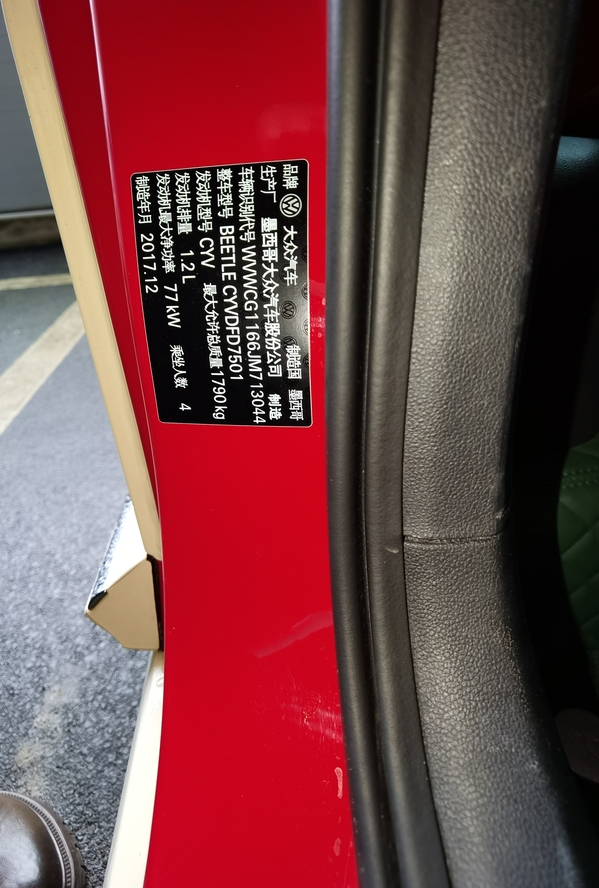 品牌 大众汽车 制造国 墨西哥
生产厂 墨西哥大众汽车股份公司 制造
车辆识别代号 WVWCG1166JM713044
整车型号 BEETLE CYVDFD7501
发动机型号 CYV 最大允许总质量 1790 kg
发动机排量 1.2 L
发动机最大净功率 77 kW 乘坐人数 4
制造年月 2017.12